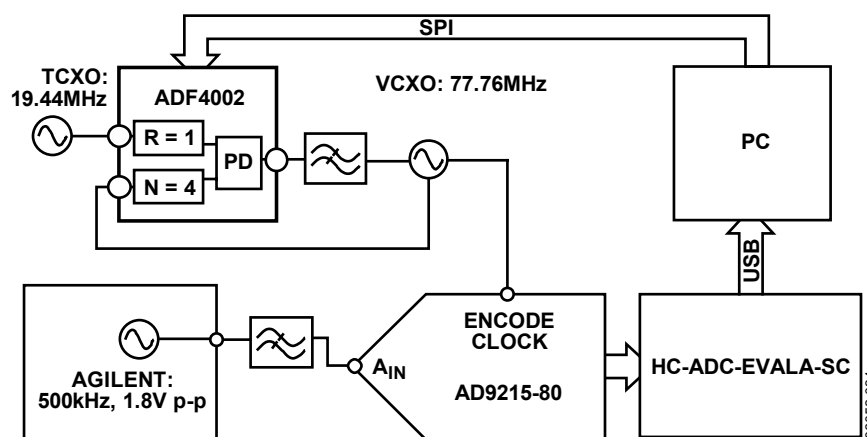 SPI
TCXO:
19.44MHz
ADF4002
VCXO: 77.76MHz
R = 1
PD
N = 4
PC
USB
ENCODE
CLOCK
AIN
AD9215-80
HC-ADC-EVALA-SC
AGILENT:
500kHz, 1.8V p-p